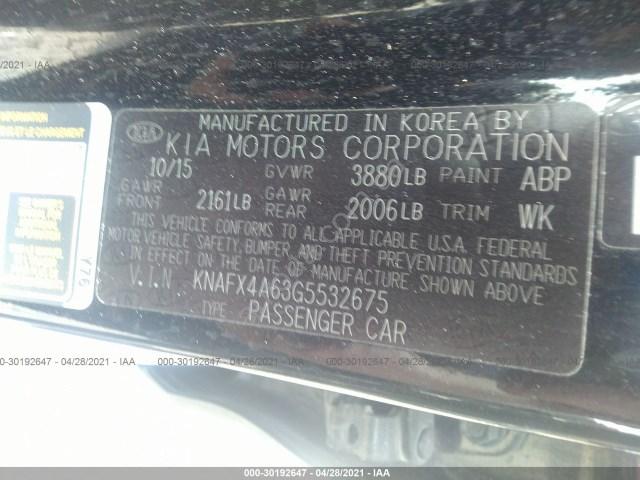 /2021 - IAA
000-30192647 - 04/28/2021 - IAA
MANUFACTURED IN KOREA BY
KIA KIA MOTORS CORPORATION
10/15 GVWR 3880LB PAINT ABP
GAWR FRONT 2161LB GAWR REAR 2006LB TRIM WK
THIS VEHICLE CONFORMS TO ALL APPLICABLE U.S.A. FEDERAL
MOTOR VEHICLE SAFETY, BUMPER, AND THEFT PREVENTION STANDARDS
IN EFFECT ON THE DATE OF MANUFACTURE SHOWN ABOVE
V.I.N KNAFX4A63G5532675
TYPE PASSENGER CAR
Y76
000-30192647 - 04/28/2021 - IAA
000-30192647 - 04/28/2021 - IAA
000-30192647 - 04/28/2021 - IAA
000-30192647 - 04/28/2021 - IAA